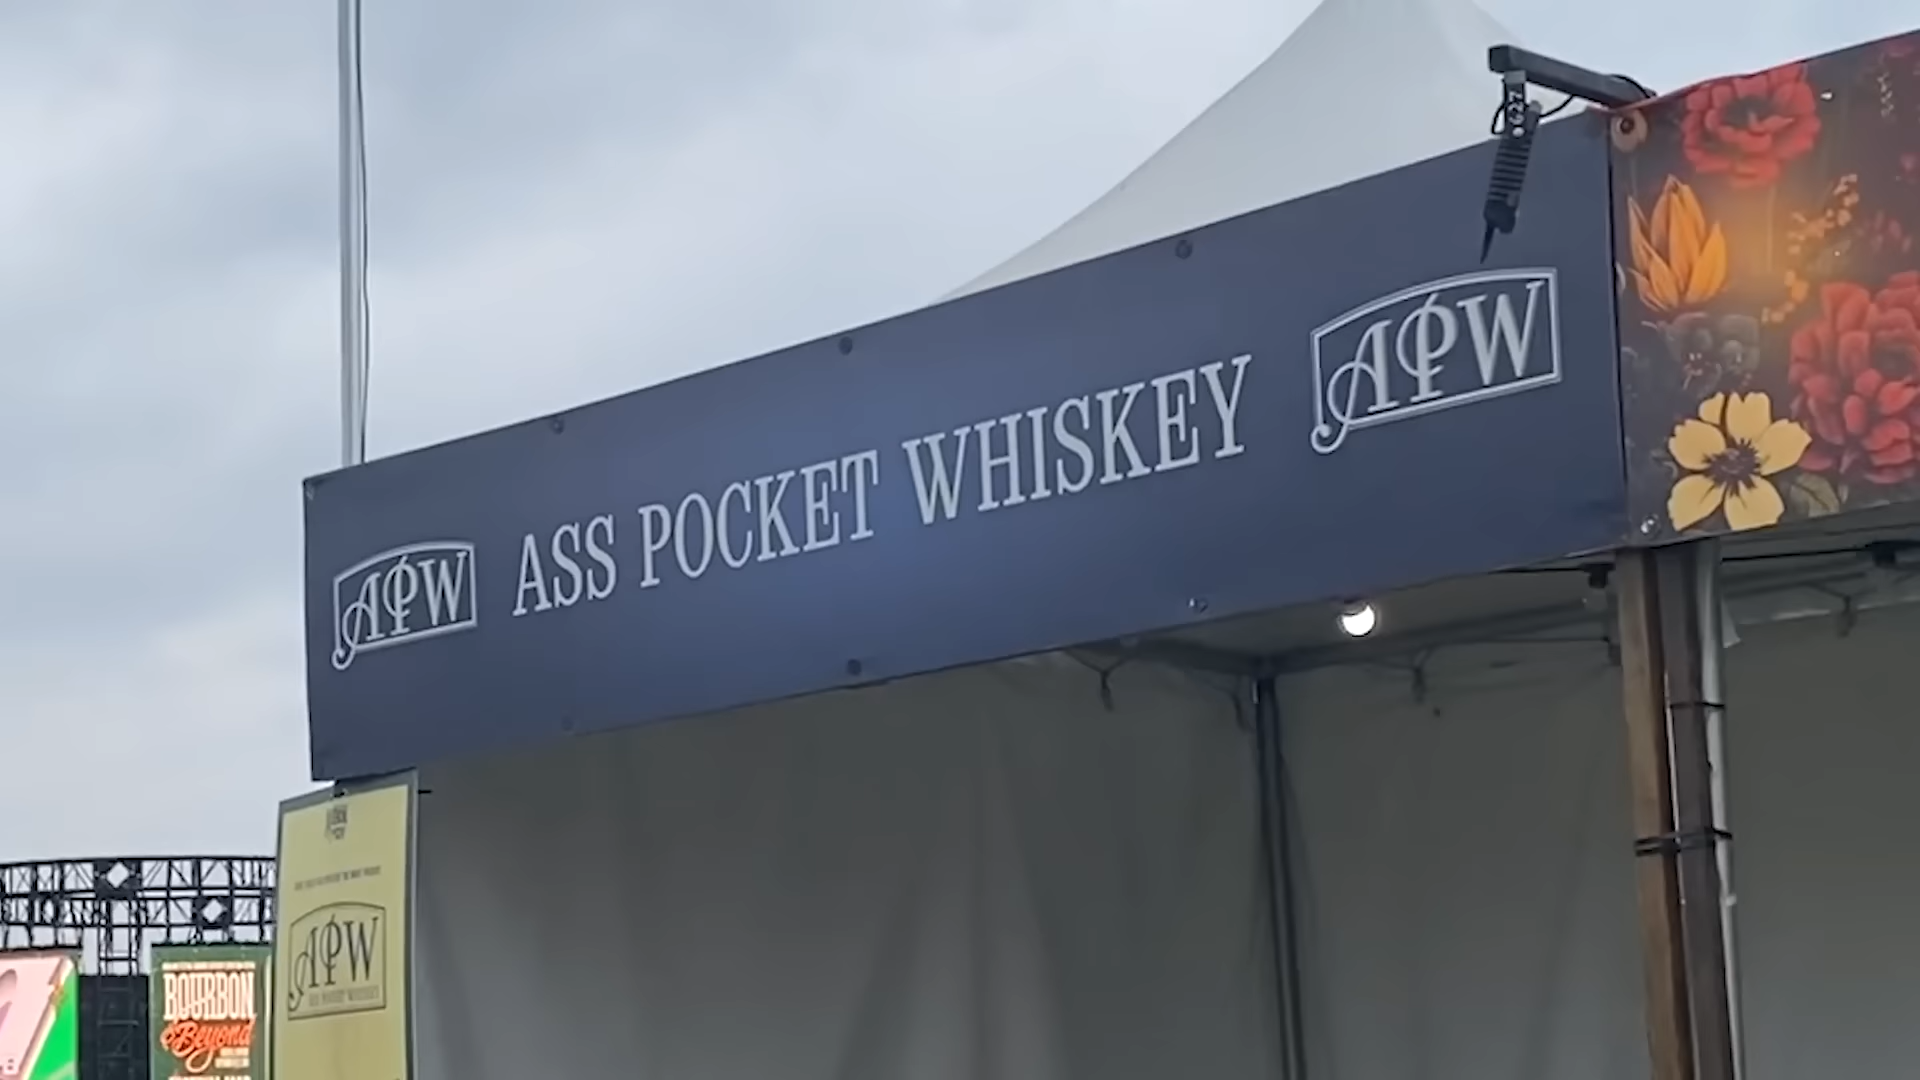 APW ASS POCKET WHISKEY APW
APW
ASS POCKET WHISKEY
BOURBON
&Beyond